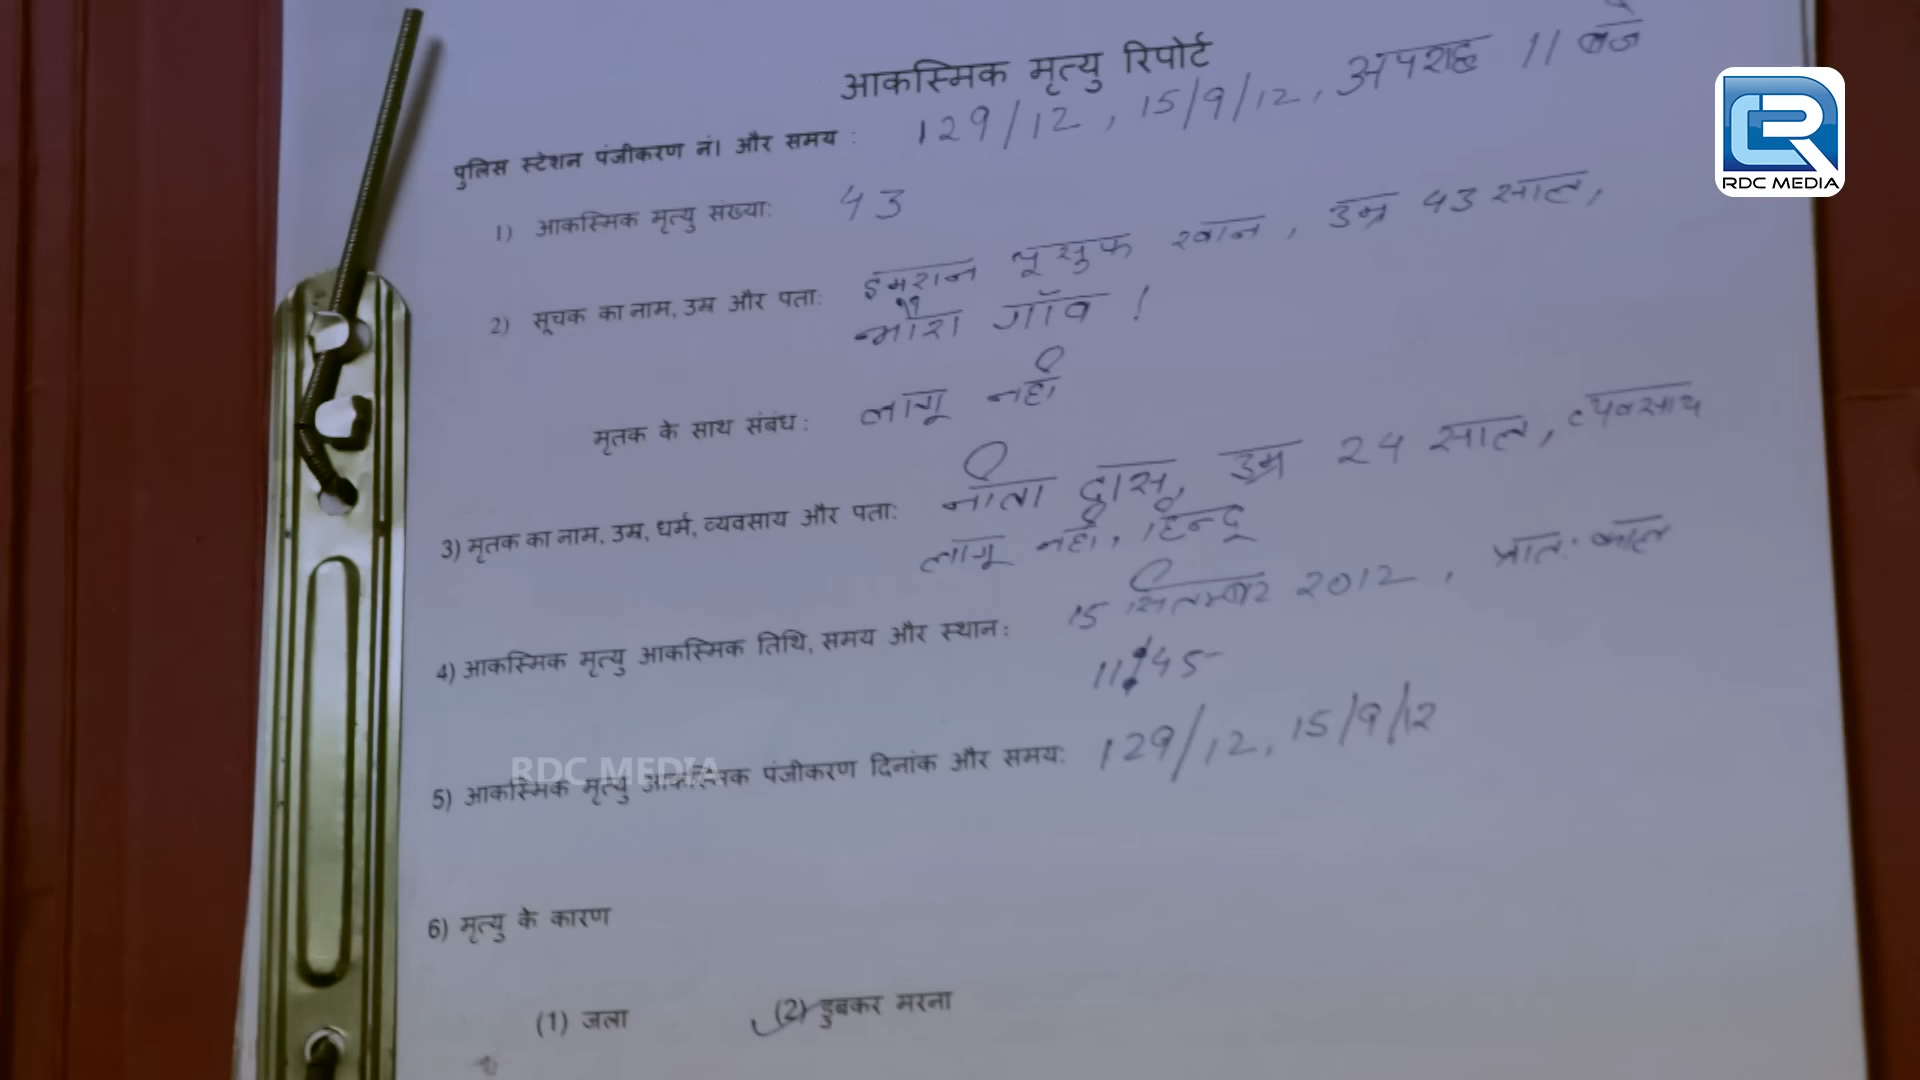 आकस्मिक मृत्यु रिपोर्ट
पुलिस स्टेशन पंजीकरण नं। और समय : 129/12, 15/9/12, अपराह्न 11 बजे
1) आकस्मिक मृत्यु संख्या: 43
2) सूचक का नाम, उम्र और पता: इमरान यूसुफ खान, उम्र 43 साल,
मोरा गाँव !
मृतक के साथ संबंध : लागू नही
3) मृतक का नाम, उम्र, धर्म, व्यवसाय और पता: नीता दास, उम्र 24 साल, व्यवसाय
लागू नही, हिन्दू
4) आकस्मिक मृत्यु आकस्मिक तिथि, समय और स्थान : 15 सितम्बर 2012, प्रातः काल
11:45
5) आकस्मिक मृत्यु आकस्मिक पंजीकरण दिनांक और समय: 129/12, 15/9/12
6) मृत्यु के कारण
(1) जला (2) डुबकर मरना
RDC MEDIA
RDC MEDIA